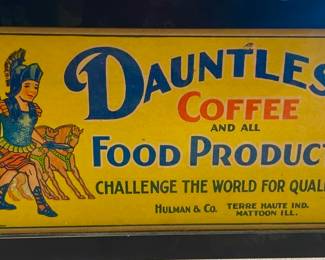 DAUNTLES
COFFEE
AND ALL
FOOD PRODUCT
CHALLENGE THE WORLD FOR QUAL
HULMAN & CO. TERRE HAUTE IND.
MATTOON ILL.